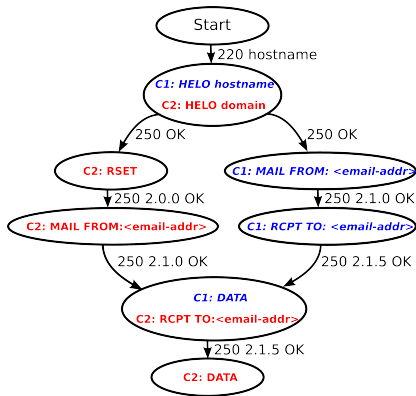 Start
220 hostname
C1: HELO hostname
C2: HELO domain
250 OK
250 OK
C2: RSET
C1: MAIL FROM: <email-addr>
250 2.0.0 OK
250 2.1.0 OK
C2: MAIL FROM:<email-addr>
C1: RCPT TO: <email-addr>
250 2.1.0 OK
250 2.1.5 OK
C1: DATA
C2: RCPT TO:<email-addr>
250 2.1.5 OK
C2: DATA